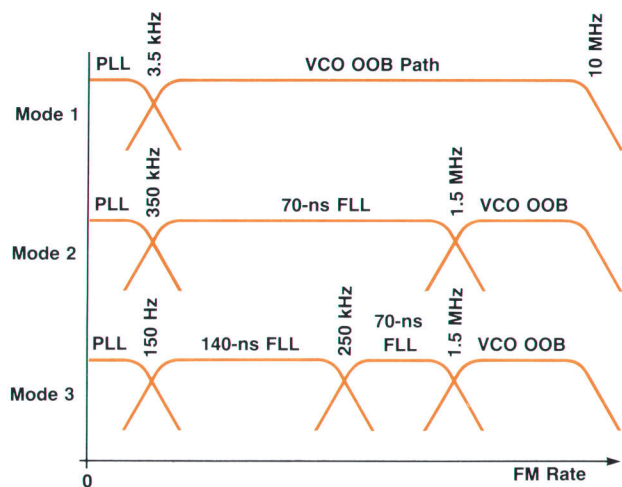 PLL
3.5 kHz
VCO OOB Path
10 MHz
Mode 1
PLL
350 kHz
70-ns FLL
1.5 MHz
VCO OOB
Mode 2
PLL
150 Hz
140-ns FLL
250 kHz
70-ns
FLL
1.5 MHz
VCO OOB
Mode 3
0
FM Rate